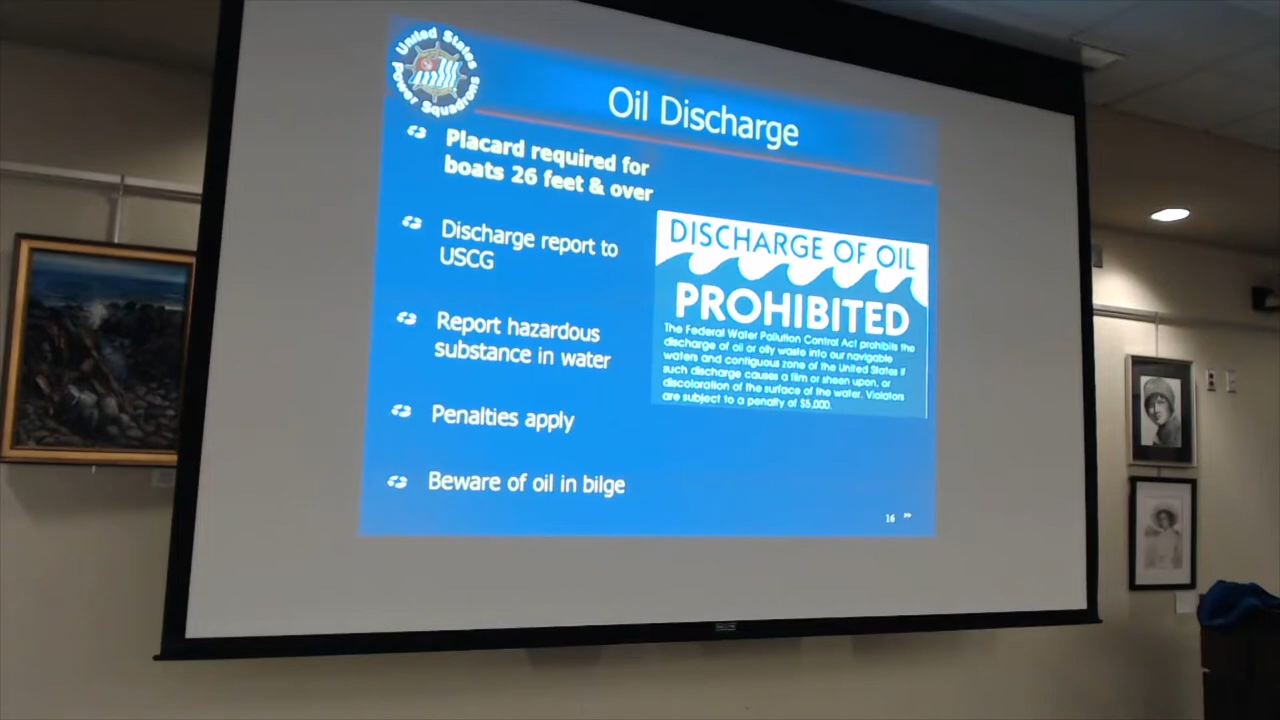 United States
Power Squadrons
Oil Discharge
Placard required for
boats 26 feet & over
Discharge report to
USCG
Report hazardous
substance in water
Penalties apply
Beware of oil in bilge
DISCHARGE OF OIL
PROHIBITED
The Federal Water Pollution Control Act prohibits the
discharge of oil or oily waste into our navigable
waters and contiguous zone of the United States if
such discharge causes a film or sheen upon, or
discoloration of the surface of the water. Violators
are subject to a penalty of $5,000.
16